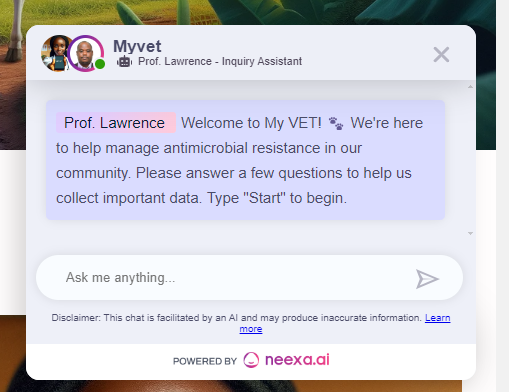 Myvet
Prof. Lawrence - Inquiry Assistant
Prof. Lawrence Welcome to My VET! 🐾 We're here
to help manage antimicrobial resistance in our
community. Please answer a few questions to help us
collect important data. Type "Start" to begin.
Ask me anything...
Disclaimer: This chat is facilitated by an AI and may produce inaccurate information. Learn
more
POWERED BY neexa.ai